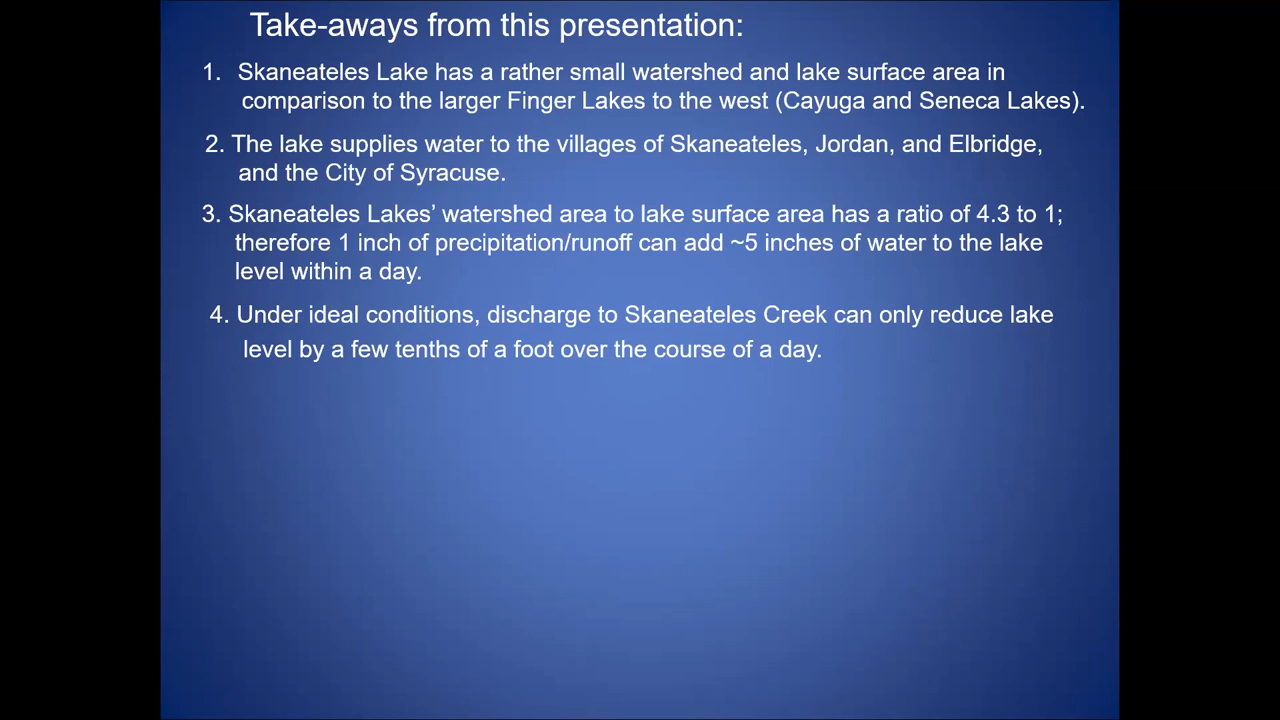 Take-aways from this presentation:
1. Skaneateles Lake has a rather small watershed and lake surface area in
comparison to the larger Finger Lakes to the west (Cayuga and Seneca Lakes).
2. The lake supplies water to the villages of Skaneateles, Jordan, and Elbridge,
and the City of Syracuse.
3. Skaneateles Lakes’ watershed area to lake surface area has a ratio of 4.3 to 1;
therefore 1 inch of precipitation/runoff can add ~5 inches of water to the lake
level within a day.
4. Under ideal conditions, discharge to Skaneateles Creek can only reduce lake
level by a few tenths of a foot over the course of a day.